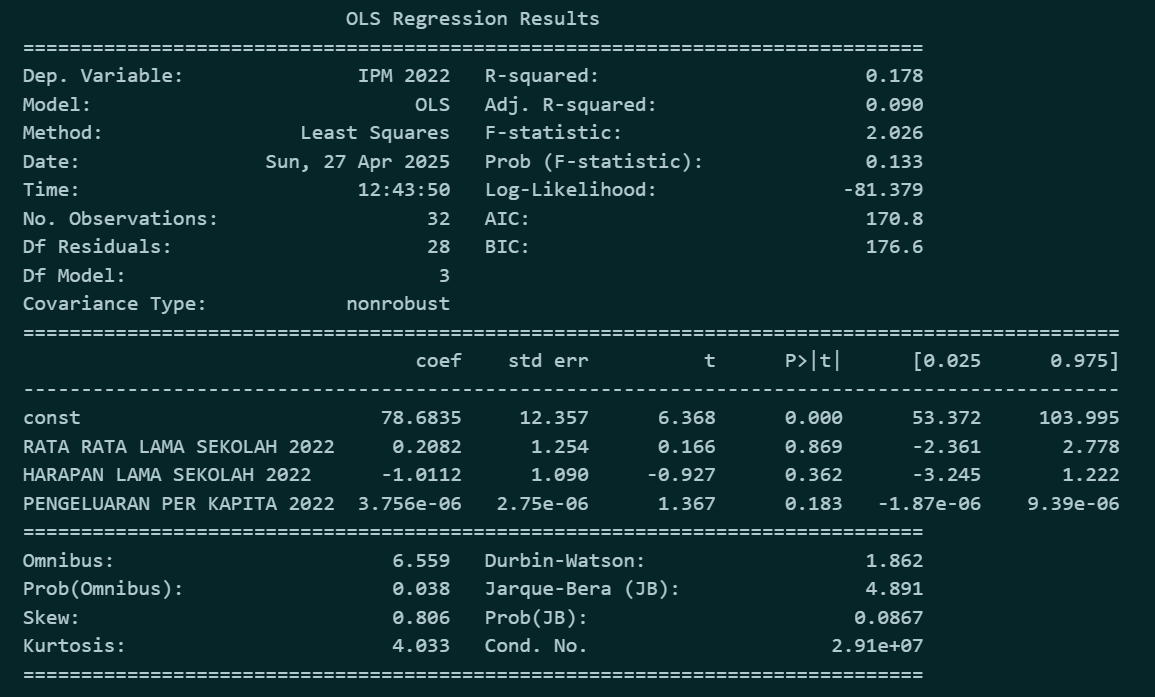 OLS Regression Results
==============================================================================
Dep. Variable: IPM 2022 R-squared: 0.178
Model: OLS Adj. R-squared: 0.090
Method: Least Squares F-statistic: 2.026
Date: Sun, 27 Apr 2025 Prob (F-statistic): 0.133
Time: 12:43:50 Log-Likelihood: -81.379
No. Observations: 32 AIC: 170.8
Df Residuals: 28 BIC: 176.6
Df Model: 3
Covariance Type: nonrobust
===============================================================================================
coef std err t P>|t| [0.025 0.975]
-----------------------------------------------------------------------------------------------
const 78.6835 12.357 6.368 0.000 53.372 103.995
RATA RATA LAMA SEKOLAH 2022 0.2082 1.254 0.166 0.869 -2.361 2.778
HARAPAN LAMA SEKOLAH 2022 -1.0112 1.090 -0.927 0.362 -3.245 1.222
PENGELUARAN PER KAPITA 2022 3.756e-06 2.75e-06 1.367 0.183 -1.87e-06 9.39e-06
==============================================================================
Omnibus: 6.559 Durbin-Watson: 1.862
Prob(Omnibus): 0.038 Jarque-Bera (JB): 4.891
Skew: 0.806 Prob(JB): 0.0867
Kurtosis: 4.033 Cond. No. 2.91e+07
==============================================================================